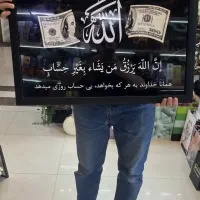 الله
إِنَّ اللَّهَ يَرْزُقُ مَن يَشَاء بِغَيْرِ حِسَابٍ
همانا خداوند به هر که بخواهد، بی حساب روزی میدهد